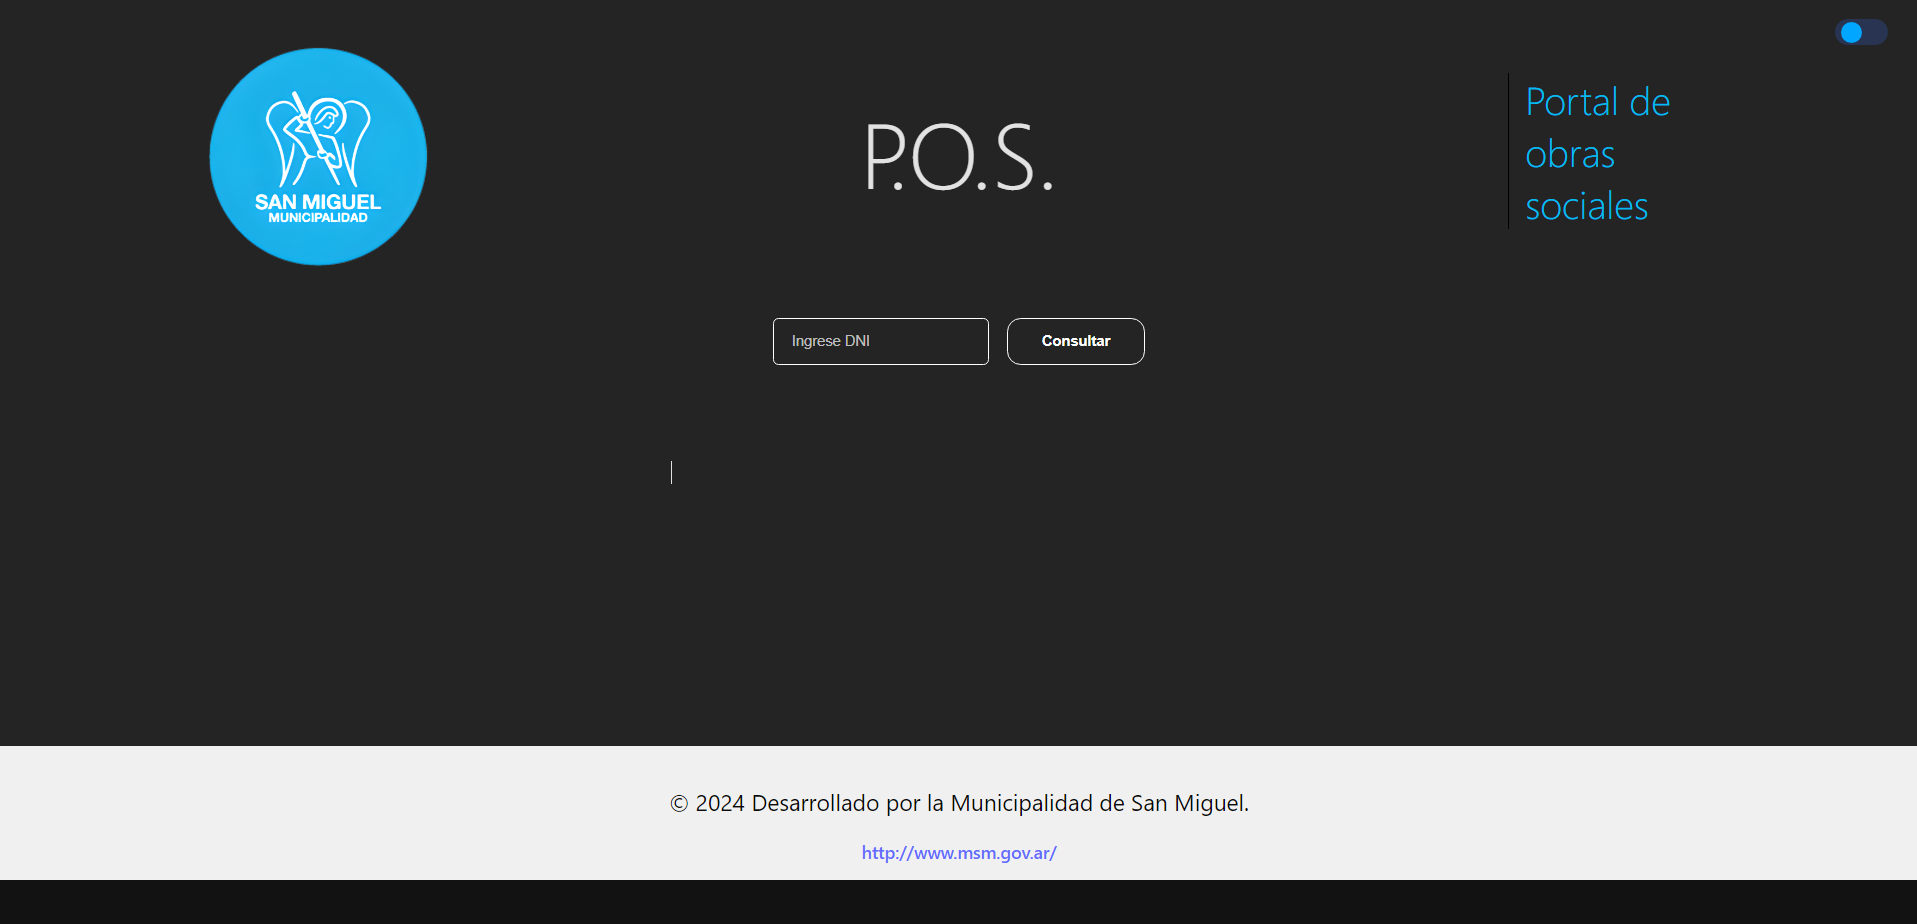 SAN MIGUEL
MUNICIPALIDAD
P.O.S.
Portal de
obras
sociales
Ingrese DNI
Consultar
© 2024 Desarrollado por la Municipalidad de San Miguel.
http://www.msm.gov.ar/